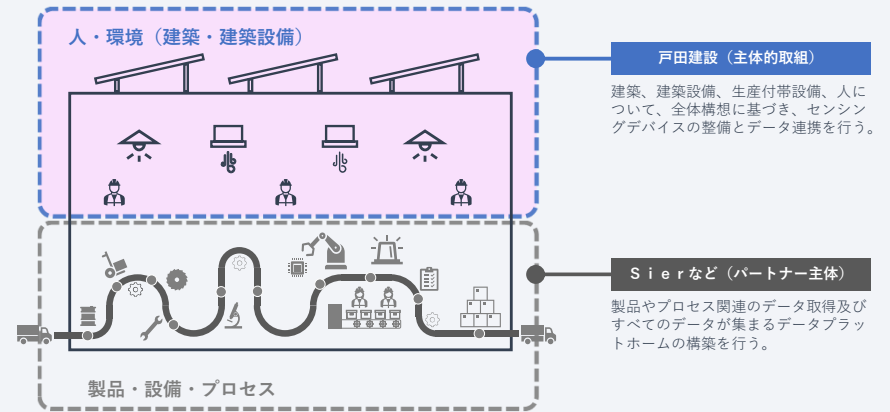 人・環境（建築・建築設備）
戸田建設（主体的取組）
建築、建築設備、生産付帯設備、人に
ついて、全体構想に基づき、センシン
グデバイスの整備とデータ連携を行う。
Ｓｉｅｒなど（パートナー主体）
製品やプロセス関連のデータ取得及び
すべてのデータが集まるデータプラッ
トホームの構築を行う。
製品・設備・プロセス